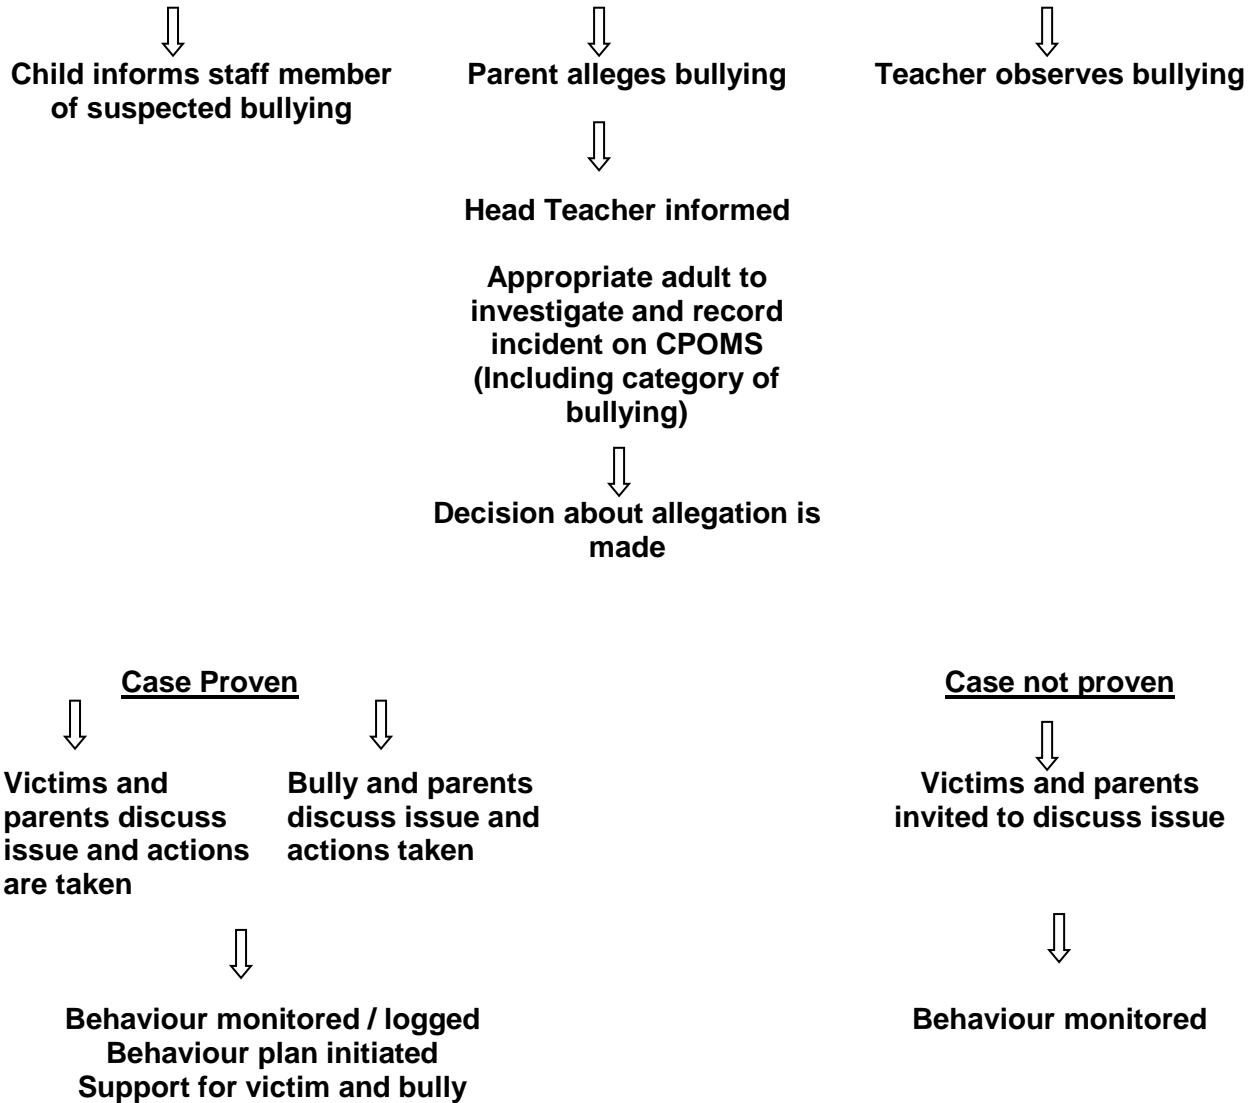 Child informs staff member
of suspected bullying
Parent alleges bullying
Teacher observes bullying
Head Teacher informed
Appropriate adult to
investigate and record
incident on CPOMS
(Including category of
bullying)
Decision about allegation is
made
Case Proven
Victims and
parents discuss
issue and actions
are taken
Bully and parents
discuss issue and
actions taken
Behaviour monitored / logged
Behaviour plan initiated
Support for victim and bully
Case not proven
Victims and parents
invited to discuss issue
Behaviour monitored